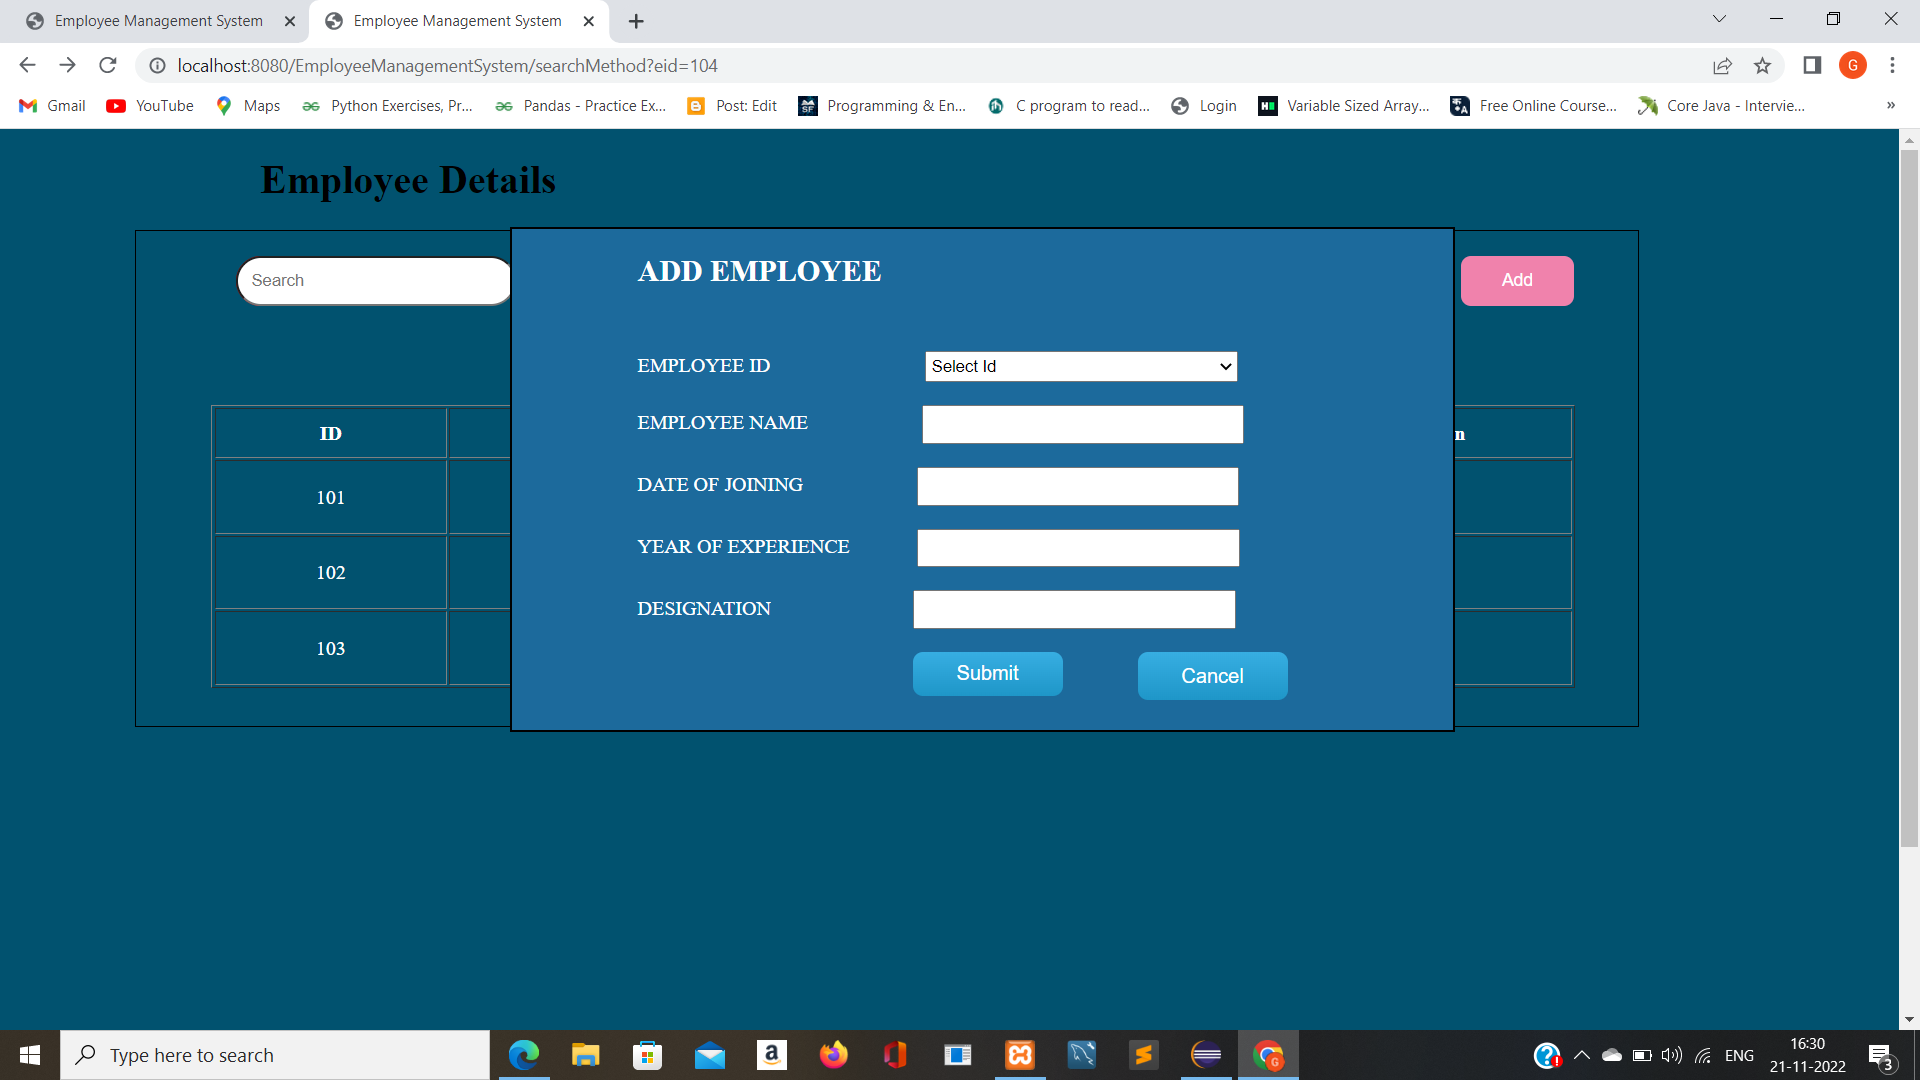 Employee Management System
Employee Management System
localhost:8080/EmployeeManagementSystem/searchMethod?eid=104
G
Gmail
YouTube
Maps
Python Exercises, Pr...
Pandas - Practice Ex...
Post: Edit
Programming & En...
C program to read...
Login
Variable Sized Array...
Free Online Course...
Core Java - Intervie...
»
Employee Details
Search
ADD EMPLOYEE
Add
EMPLOYEE ID
Select Id
EMPLOYEE NAME
ID
n
DATE OF JOINING
101
YEAR OF EXPERIENCE
102
DESIGNATION
103
Submit
Cancel
Type here to search
ENG
16:30
21-11-2022
3